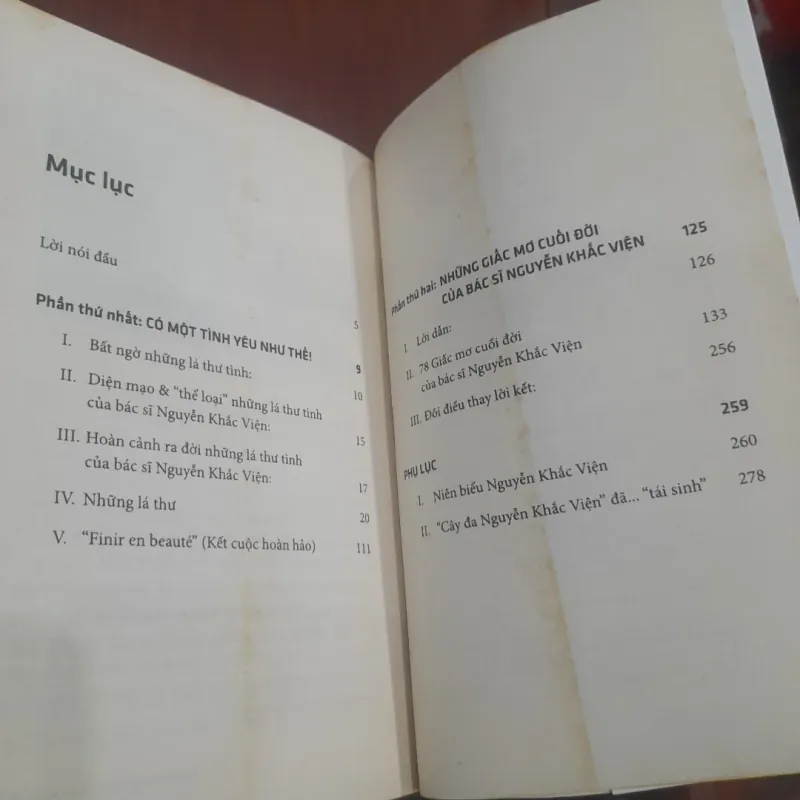 Mục lục
Lời nói đầu 5
Phần thứ nhất: CÓ MỘT TÌNH YÊU NHƯ THẾ! 9
I. Bất ngờ những lá thư tình: 10
II. Diện mạo & "thể loại" những lá thư tình
của bác sĩ Nguyễn Khắc Viện: 15
III. Hoàn cảnh ra đời những lá thư tình
của bác sĩ Nguyễn Khắc Viện: 17
IV. Những lá thư 20
V. "Finir en beauté" (Kết cuộc hoàn hảo) 111
Phần thứ hai: NHỮNG GIẤC MƠ CUỐI ĐỜI
CỦA BÁC SĨ NGUYỄN KHẮC VIỆN 125
I. Lời dẫn: 126
II. 78 Giấc mơ cuối đời
của bác sĩ Nguyễn Khắc Viện 133
III. Đôi điều thay lời kết: 256
PHỤ LỤC 259
I. Niên biểu Nguyễn Khắc Viện 260
II. "Cây đa Nguyễn Khắc Viện" đã... "tái sinh" 278